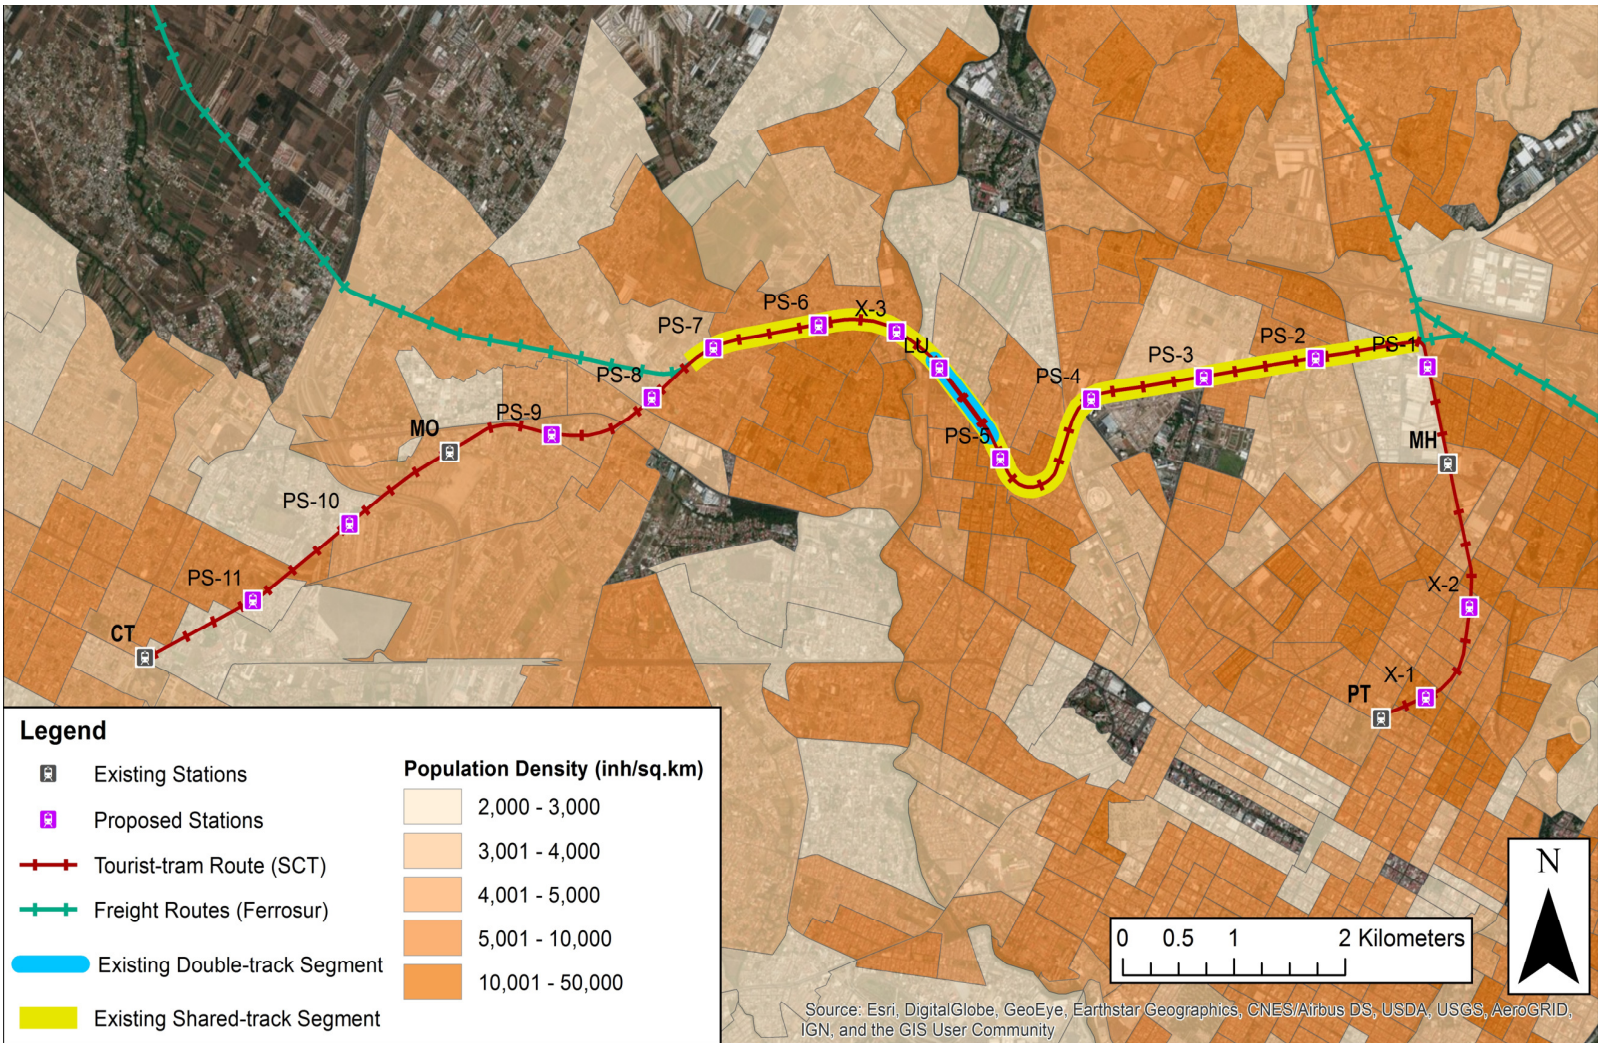 PS-6
X-3
PS-7
LU
PS-2
PS-1
PS-3
PS-8
PS-4
PS-9
MO
PS-5
MH
PS-10
PS-11
X-2
CT
X-1
PT
Legend
Existing Stations
Proposed Stations
Tourist-tram Route (SCT)
Freight Routes (Ferrosur)
Existing Double-track Segment
Existing Shared-track Segment
Population Density (inh/sq.km)
2,000 - 3,000
3,001 - 4,000
4,001 - 5,000
5,001 - 10,000
10,001 - 50,000
N
0 0.5 1 2 Kilometers
Source: Esri, DigitalGlobe, GeoEye, Earthstar Geographics, CNES/Airbus DS, USDA, USGS, AeroGRID,
IGN, and the GIS User Community